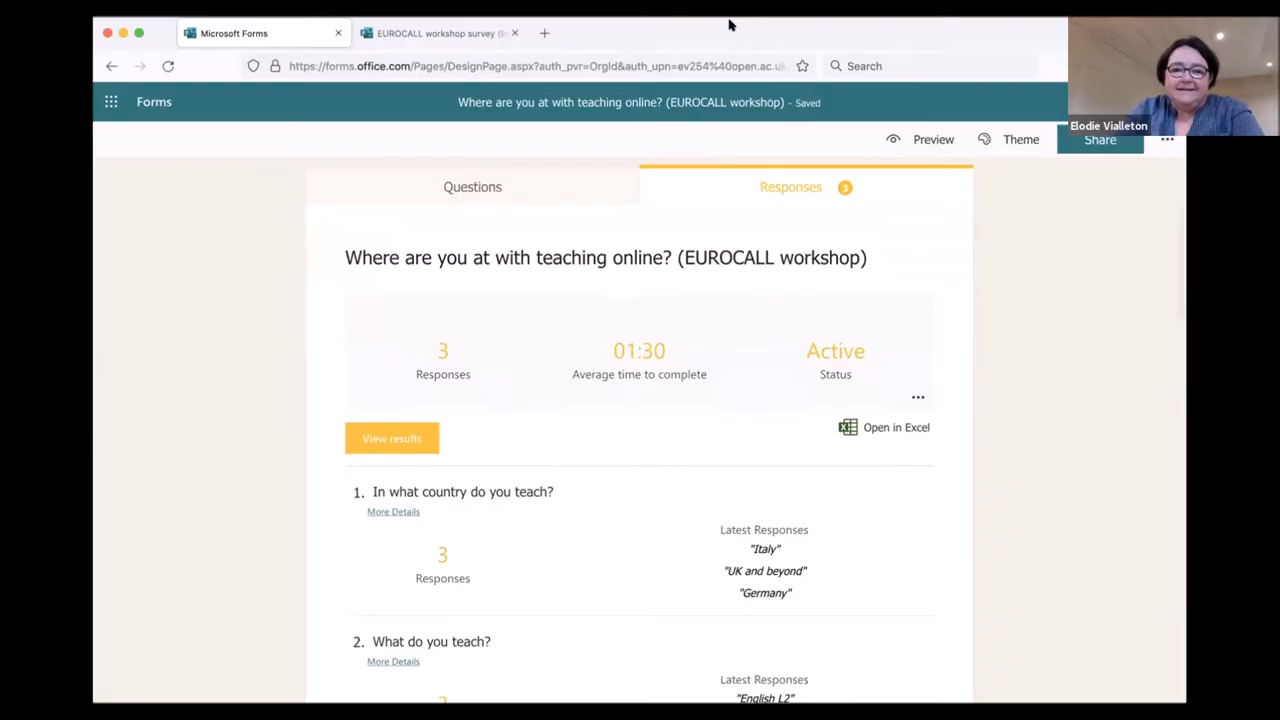 Microsoft Forms
EUROCALL workshop survey (E
https://forms.office.com/Pages/DesignPage.aspx?auth_pvr=OrgId&auth_upn=ev254%40open.ac.uk
Search
Forms
Where are you at with teaching online? (EUROCALL workshop) - Saved
Elodie Vialleton
Preview
Theme
Share
Questions
Responses 3
Where are you at with teaching online? (EUROCALL workshop)
3
01:30
Active
Responses
Average time to complete
Status
Open in Excel
View results
1. In what country do you teach?
More Details
3
Responses
Latest Responses
"Italy"
"UK and beyond"
"Germany"
2. What do you teach?
More Details
Latest Responses
"English L2"